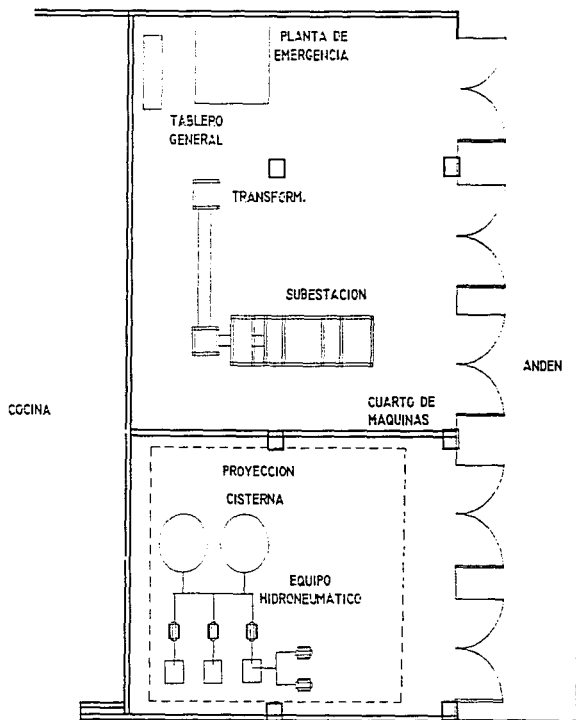 PLANTA DE
EMERGENCIA
TABLERO
GENERAL
TRANSFORM.
SUBESTACION
ANDEN
CUARTO DE
MAQUINAS
COCINA
PROYECCION
CISTERNA
EQUIPO
HIDRONEUMATICO